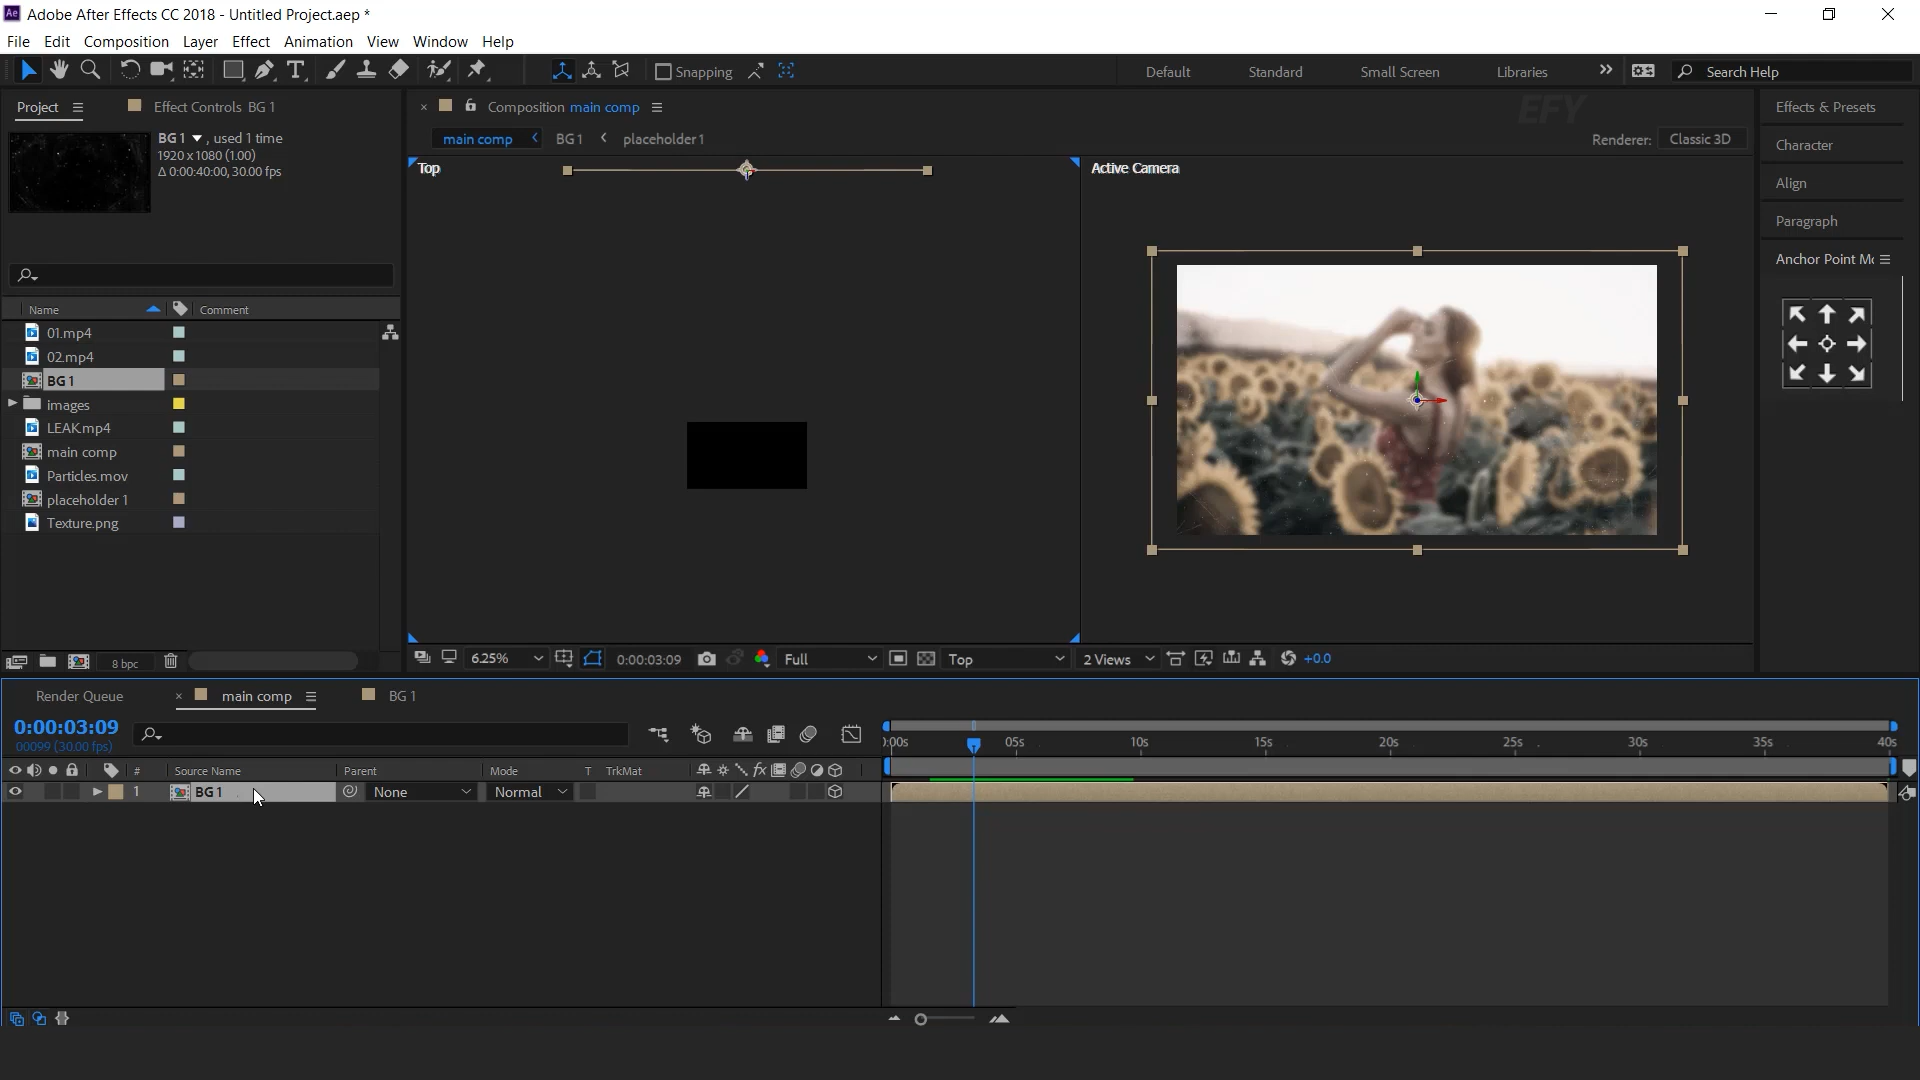 Ae Adobe After Effects CC 2018 - Untitled Project.aep *
File Edit Composition Layer Effect Animation View Window Help
Snapping Default Standard Small Screen Libraries Search Help
Project Effect Controls BG 1 Composition main comp EFY Effects & Presets
BG 1 , used 1 time
1920 x 1080 (1.00)
Δ 0:00:40:00, 30.00 fps
main comp BG 1 placeholder 1 Renderer: Classic 3D
Character
Top Active Camera
Align
Paragraph
Anchor Point Mc
Name Comment
01.mp4
02.mp4
BG 1
images
LEAK.mp4
main comp
Particles.mov
placeholder 1
Texture.png
8 bpc 6.25% 0:00:03:09 Full Top 2 Views +0.0
Render Queue main comp BG 1
0:00:03:09
00099 (30.00 fps)
):00s 05s 10s 15s 20s 25s 30s 35s 40s
# Source Name Parent Mode T TrkMat fx
1 BG 1 None Normal